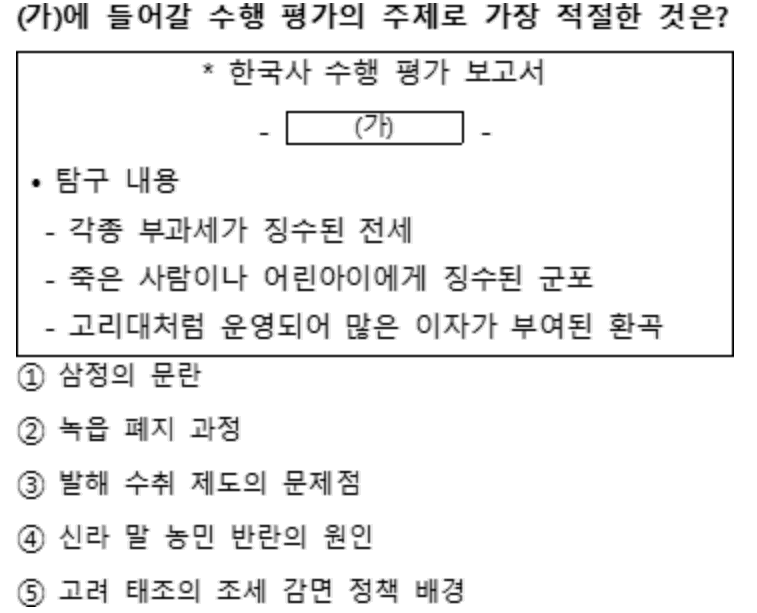 (가)에 들어갈 수행 평가의 주제로 가장 적절한 것은?
* 한국사 수행 평가 보고서
- (가) -
• 탐구 내용
- 각종 부과세가 징수된 전세
- 죽은 사람이나 어린아이에게 징수된 군포
- 고리대처럼 운영되어 많은 이자가 부여된 환곡
① 삼정의 문란
② 녹읍 폐지 과정
③ 발해 수취 제도의 문제점
④ 신라 말 농민 반란의 원인
⑤ 고려 태조의 조세 감면 정책 배경